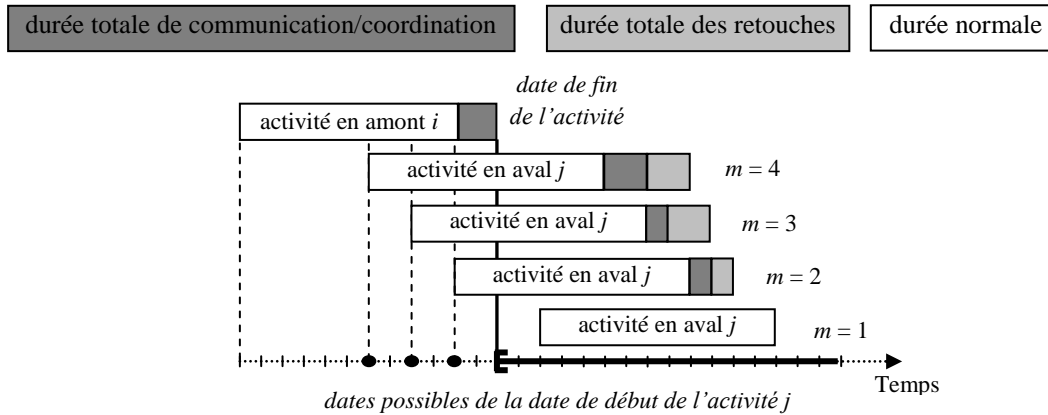 durée totale de communication/coordination
durée totale des retouches
durée normale
date de fin
de l’activité
activité en amont i
activité en aval j
m = 4
activité en aval j
m = 3
activité en aval j
m = 2
activité en aval j
m = 1
Temps
dates possibles de la date de début de l’activité j